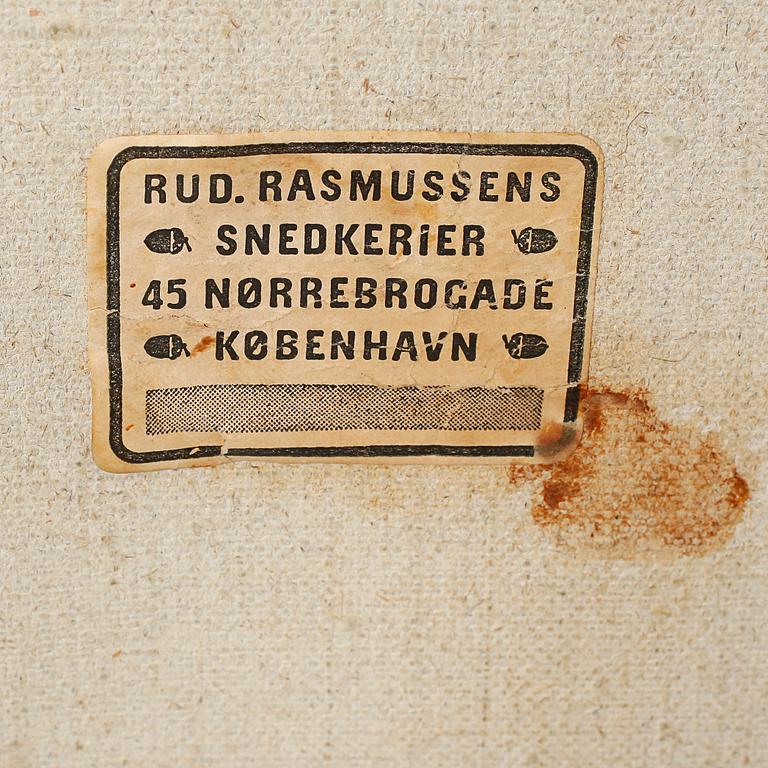 RUD. RASMUSSENS
SNEDKERIER
45 NØRREBROGADE
KØBENHAVN